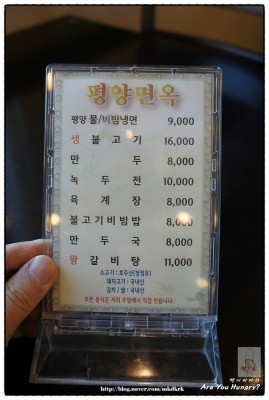 평양면옥
평양 물/비빔냉면 9,000
생 불고기 16,000
만 두 8,000
녹 두 전 10,000
육 계 장 8,000
불고기비빔밥 8,000
만 두 국 8,000
왕 갈 비 탕 11,000
소고기 : 호주산(청정우)
돼지고기 : 국내산
김치 / 쌀 : 국내산
모든 음식은 저희 주방에서 직접 만듭니다.
http://blog.naver.com/mkdkrk
Are You Hungry?